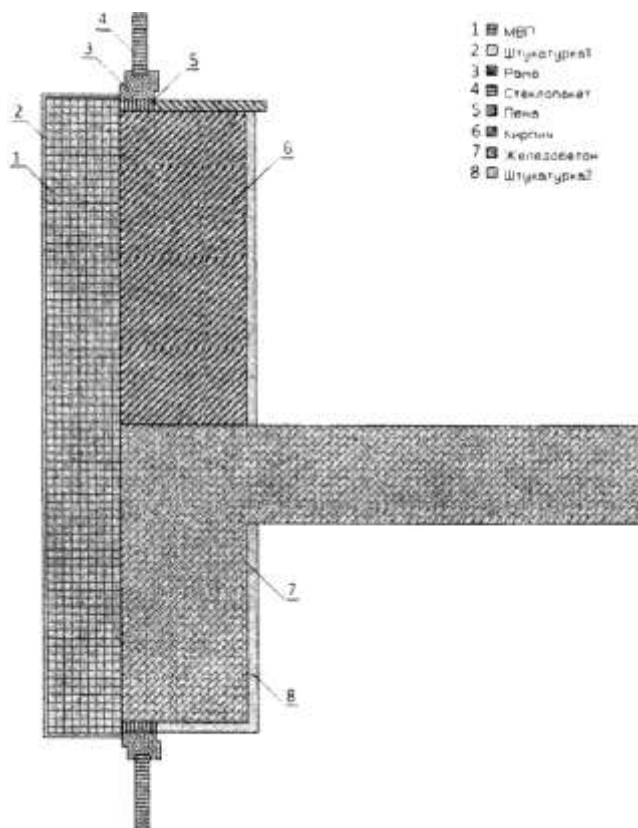 4
3
5
2
1
6
7
8
1 МВП
2 Штукатурка1
3 Рама
4 Стеклопакет
5 Пена
6 Кирпич
7 Железобетон
8 Штукатурка2